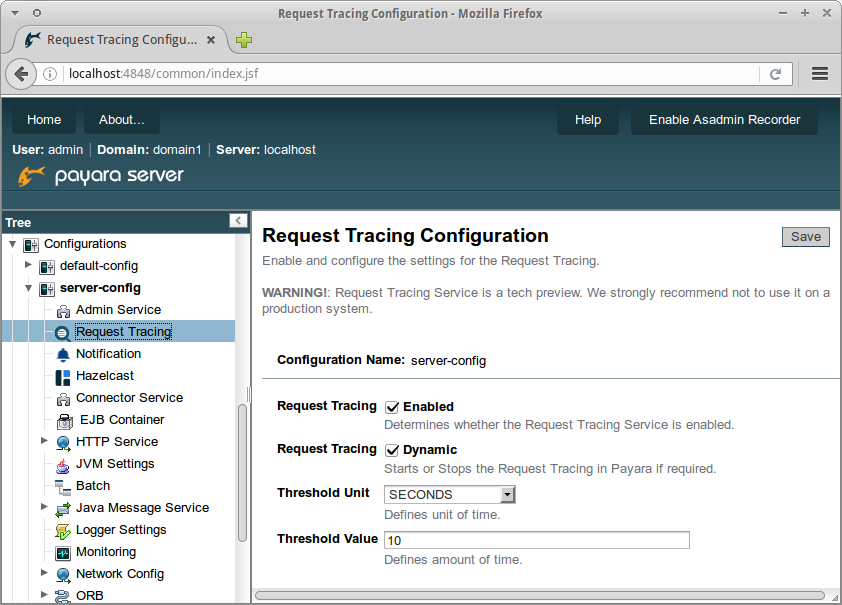 Request Tracing Configuration - Mozilla Firefox
Request Tracing Configu...
localhost:4848/common/index.jsf
Home About... Help Enable Asadmin Recorder
User: admin | Domain: domain1 | Server: localhost
payara server
Tree
Configurations
default-config
server-config
Admin Service
Request Tracing
Notification
Hazelcast
Connector Service
EJB Container
HTTP Service
JVM Settings
Batch
Java Message Service
Logger Settings
Monitoring
Network Config
ORB
Request Tracing Configuration
Save
Enable and configure the settings for the Request Tracing.
WARNING!: Request Tracing Service is a tech preview. We strongly recommend not to use it on a
production system.
Configuration Name: server-config
Request Tracing Enabled
Determines whether the Request Tracing Service is enabled.
Request Tracing Dynamic
Starts or Stops the Request Tracing in Payara if required.
Threshold Unit SECONDS
Defines unit of time.
Threshold Value 10
Defines amount of time.